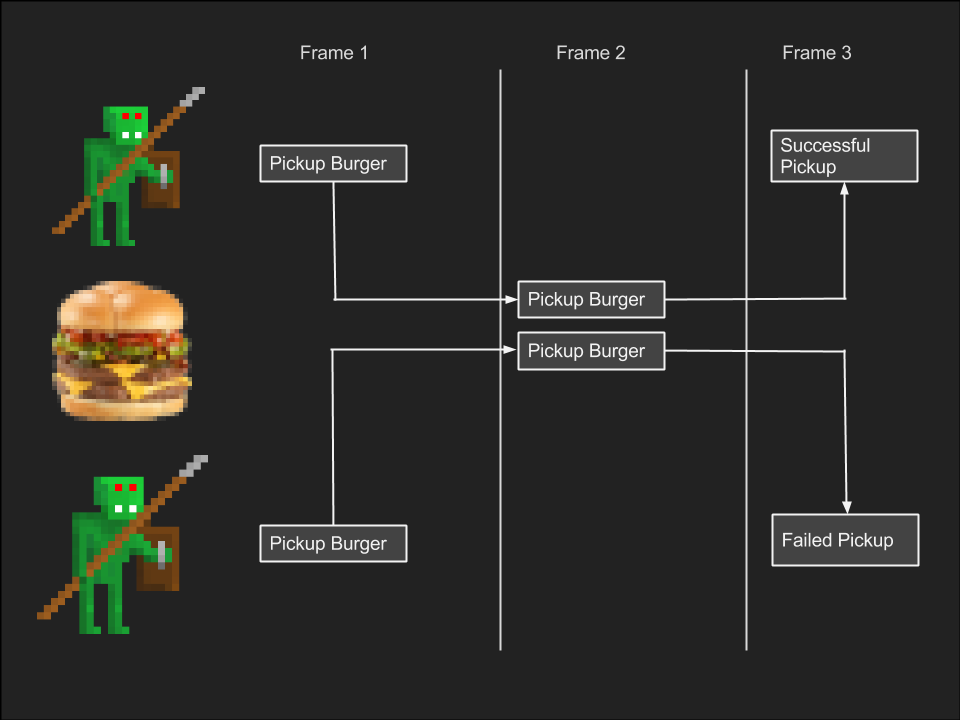 Frame 1
Frame 2
Frame 3
Pickup Burger
Successful
Pickup
Pickup Burger
Pickup Burger
Pickup Burger
Failed Pickup